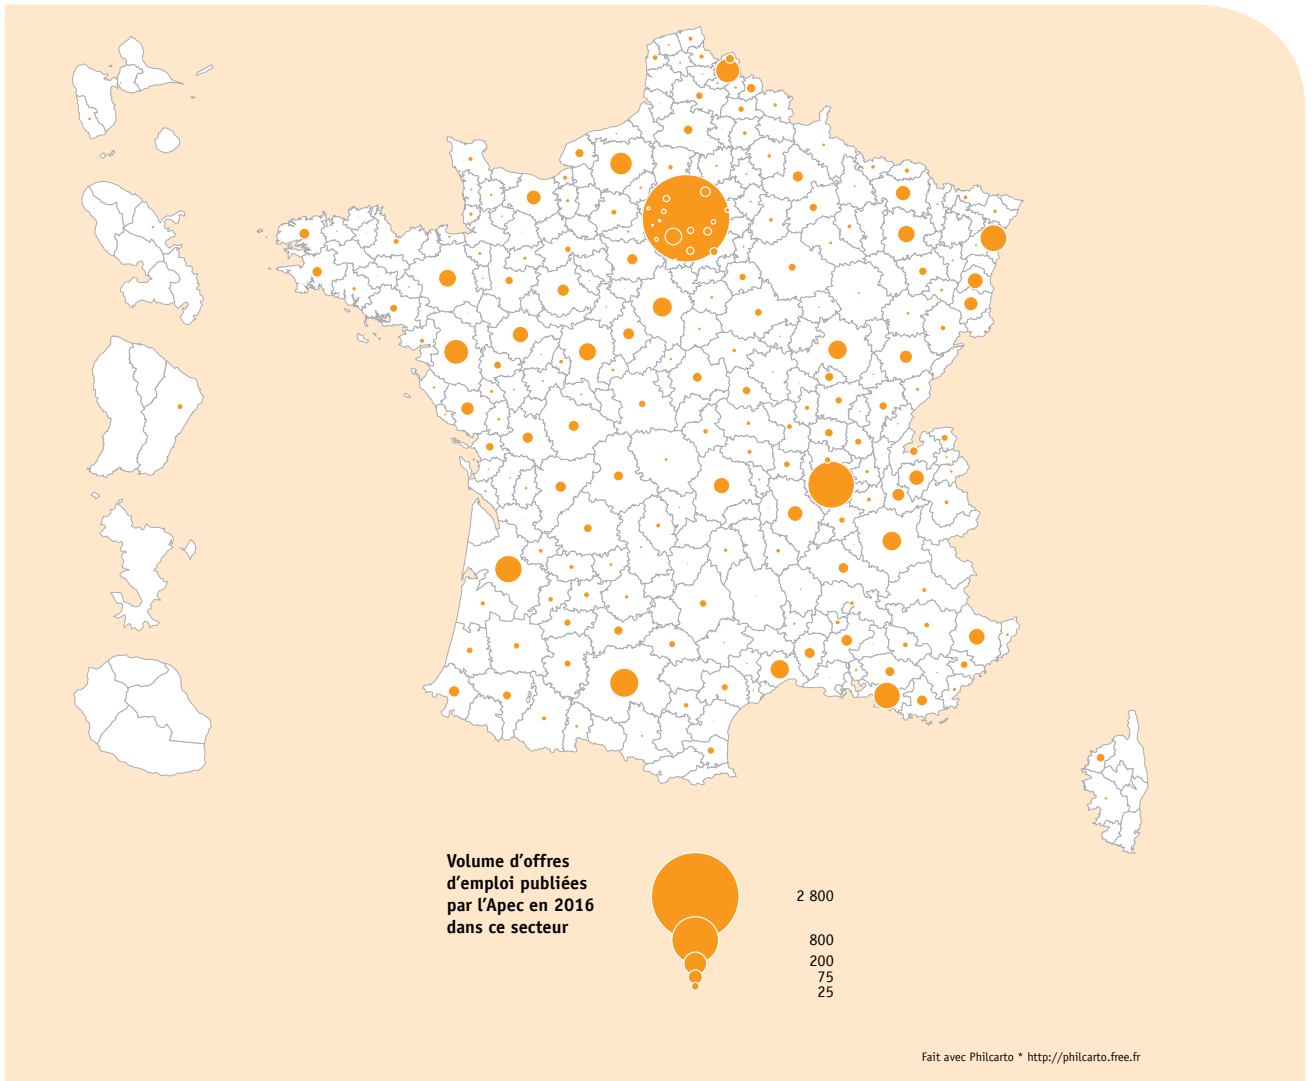 Volume d’offres
d’emploi publiées
par l’Apec en 2016
dans ce secteur
2 800
800
200
75
25
Fait avec Philcarto * http://philcarto.free.fr